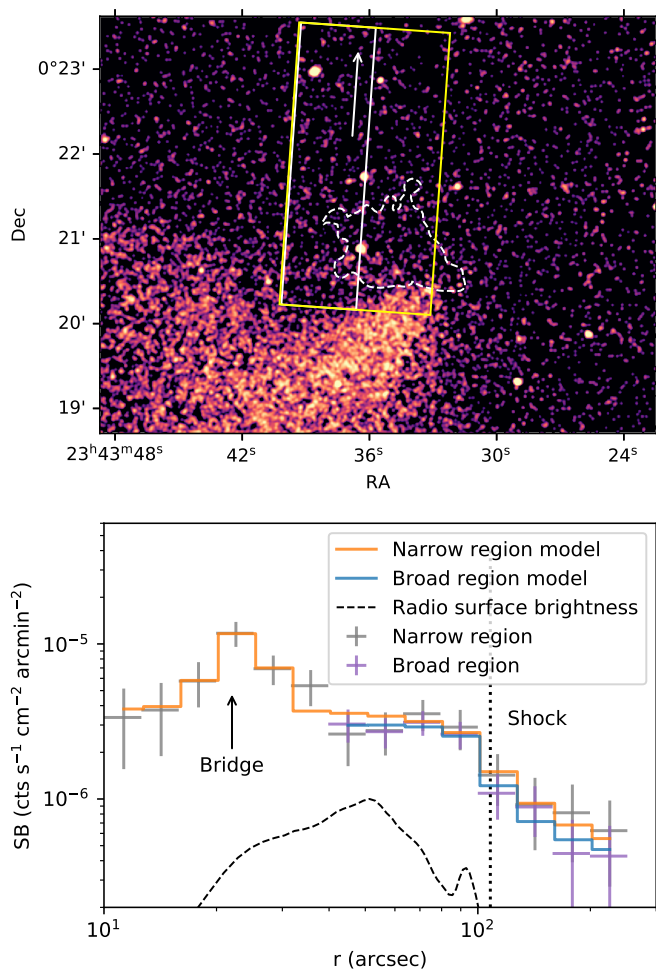 0°23'
22'
21'
20'
19'
Dec
23ʰ43ᵐ48ˢ 42ˢ 36ˢ 30ˢ 24ˢ
RA
Narrow region model
Broad region model
Radio surface brightness
Narrow region
Broad region
Shock
Bridge
10⁻⁵
10⁻⁶
SB (cts s⁻¹ cm⁻² arcmin⁻²)
10¹ 10²
r (arcsec)